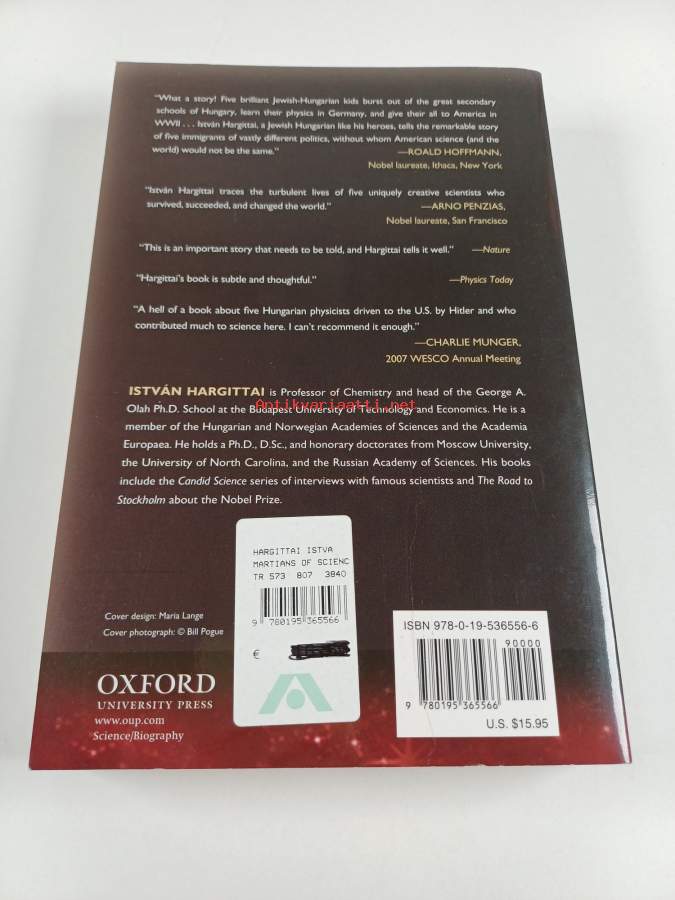 "What a story! Five brilliant Jewish-Hungarian kids burst out of the great secondary
schools of Hungary, learn their physics in Germany, and give their all to America in
WWII . . . István Hargittai, a Jewish Hungarian like his heroes, tells the remarkable story
of five immigrants of vastly different politics, without whom American science (and the
world) would not be the same."
—ROALD HOFFMANN,
Nobel laureate, Ithaca, New York
"István Hargittai traces the turbulent lives of five uniquely creative scientists who
survived, succeeded, and changed the world."
—ARNO PENZIAS,
Nobel laureate, San Francisco
"This is an important story that needs to be told, and Hargittai tells it well." —Nature
"Hargittai's book is subtle and thoughtful." —Physics Today
"A hell of a book about five Hungarian physicists driven to the U.S. by Hitler and who
contributed much to science here. I can't recommend it enough."
—CHARLIE MUNGER,
2007 WESCO Annual Meeting
ISTVÁN HARGITTAI is Professor of Chemistry and head of the George A.
Antikvariaatti.net
Olah Ph.D. School at the Budapest University of Technology and Economics. He is a
member of the Hungarian and Norwegian Academies of Sciences and the Academia
Europaea. He holds a Ph.D., D.Sc., and honorary doctorates from Moscow University,
the University of North Carolina, and the Russian Academy of Sciences. His books
include the Candid Science series of interviews with famous scientists and The Road to
Stockholm about the Nobel Prize.
HARGITTAI ISTVA
MARTIANS OF SCIENC
TR 573 807 3840
9 780195 365566
€
Cover design: Maria Lange
Cover photograph: © Bill Pogue
OXFORD
UNIVERSITY PRESS
www.oup.com
Science/Biography
ISBN 978-0-19-536556-6
90000
9 780195 365566
U.S. $15.95